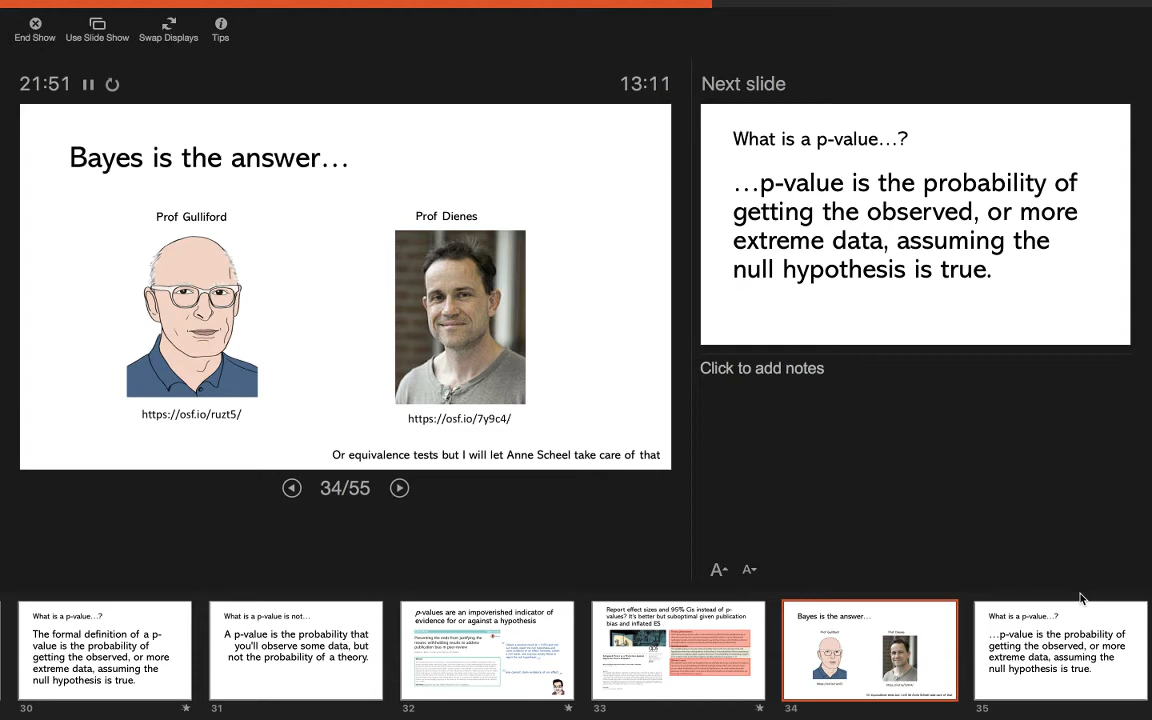 End Show
Use Slide Show
Swap Displays
Tips
21:51
13:11
Next slide
Bayes is the answer…
Prof Gulliford
Prof Dienes
https://osf.io/ruzt5/
https://osf.io/7y9c4/
Or equivalence tests but I will let Anne Scheel take care of that
What is a p-value…?
…p-value is the probability of
getting the observed, or more
extreme data, assuming the
null hypothesis is true.
Click to add notes
34/55
A
A
What is a p-value…?
The formal definition of a p-
value is the probability of
getting the observed, or more
extreme data, assuming the
null hypothesis is true.
30
What is a p-value is not…
A p-value is the probability that
you'll observe some data, but
not the probability of a theory.
31
p-values are an impoverished indicator of
evidence for or against a hypothesis
32
Report effect sizes and 95% CIs instead of p-
values? It's better but suboptimal given publication
bias and inflated ES
33
Bayes is the answer…
Prof Gulliford
Prof Dienes
34
What is a p-value…?
…p-value is the probability of
getting the observed, or more
extreme data, assuming the
null hypothesis is true.
35